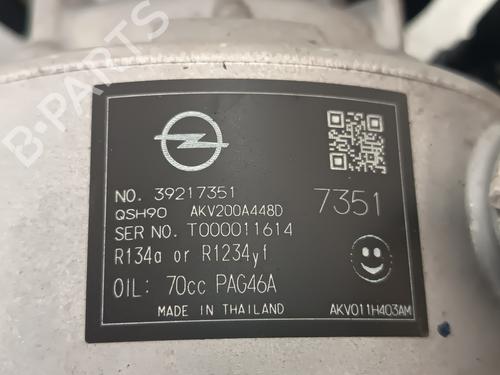 B-PARTS
NO. 39217351
7351
QSH90 AKV200A448D
SER NO. T000011614
R134a or R1234yf
OIL: 70cc PAG46A
MADE IN THAILAND
AKV011H403AM